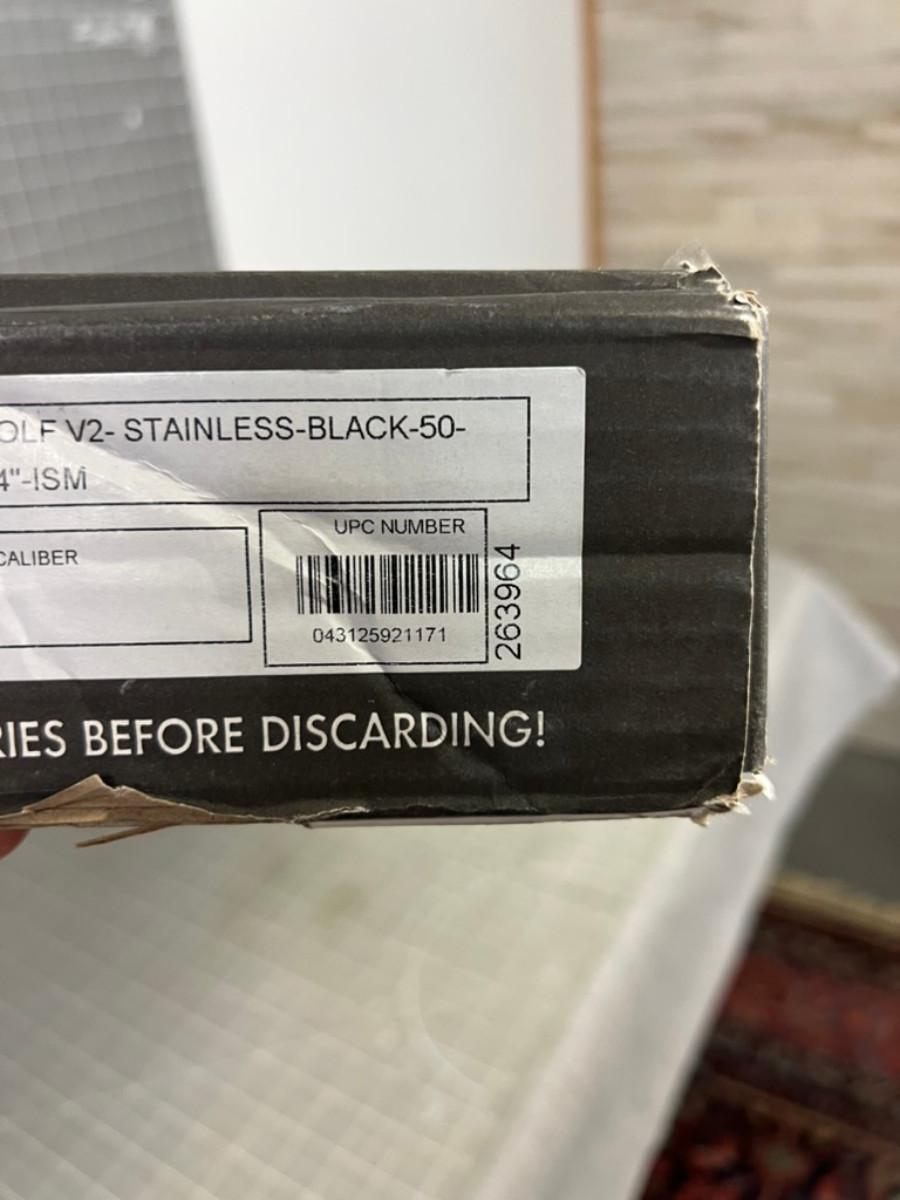 OLF V2- STAINLESS-BLACK-50-
4"-ISM
CALIBER
UPC NUMBER
043125921171
263964
RIES BEFORE DISCARDING!